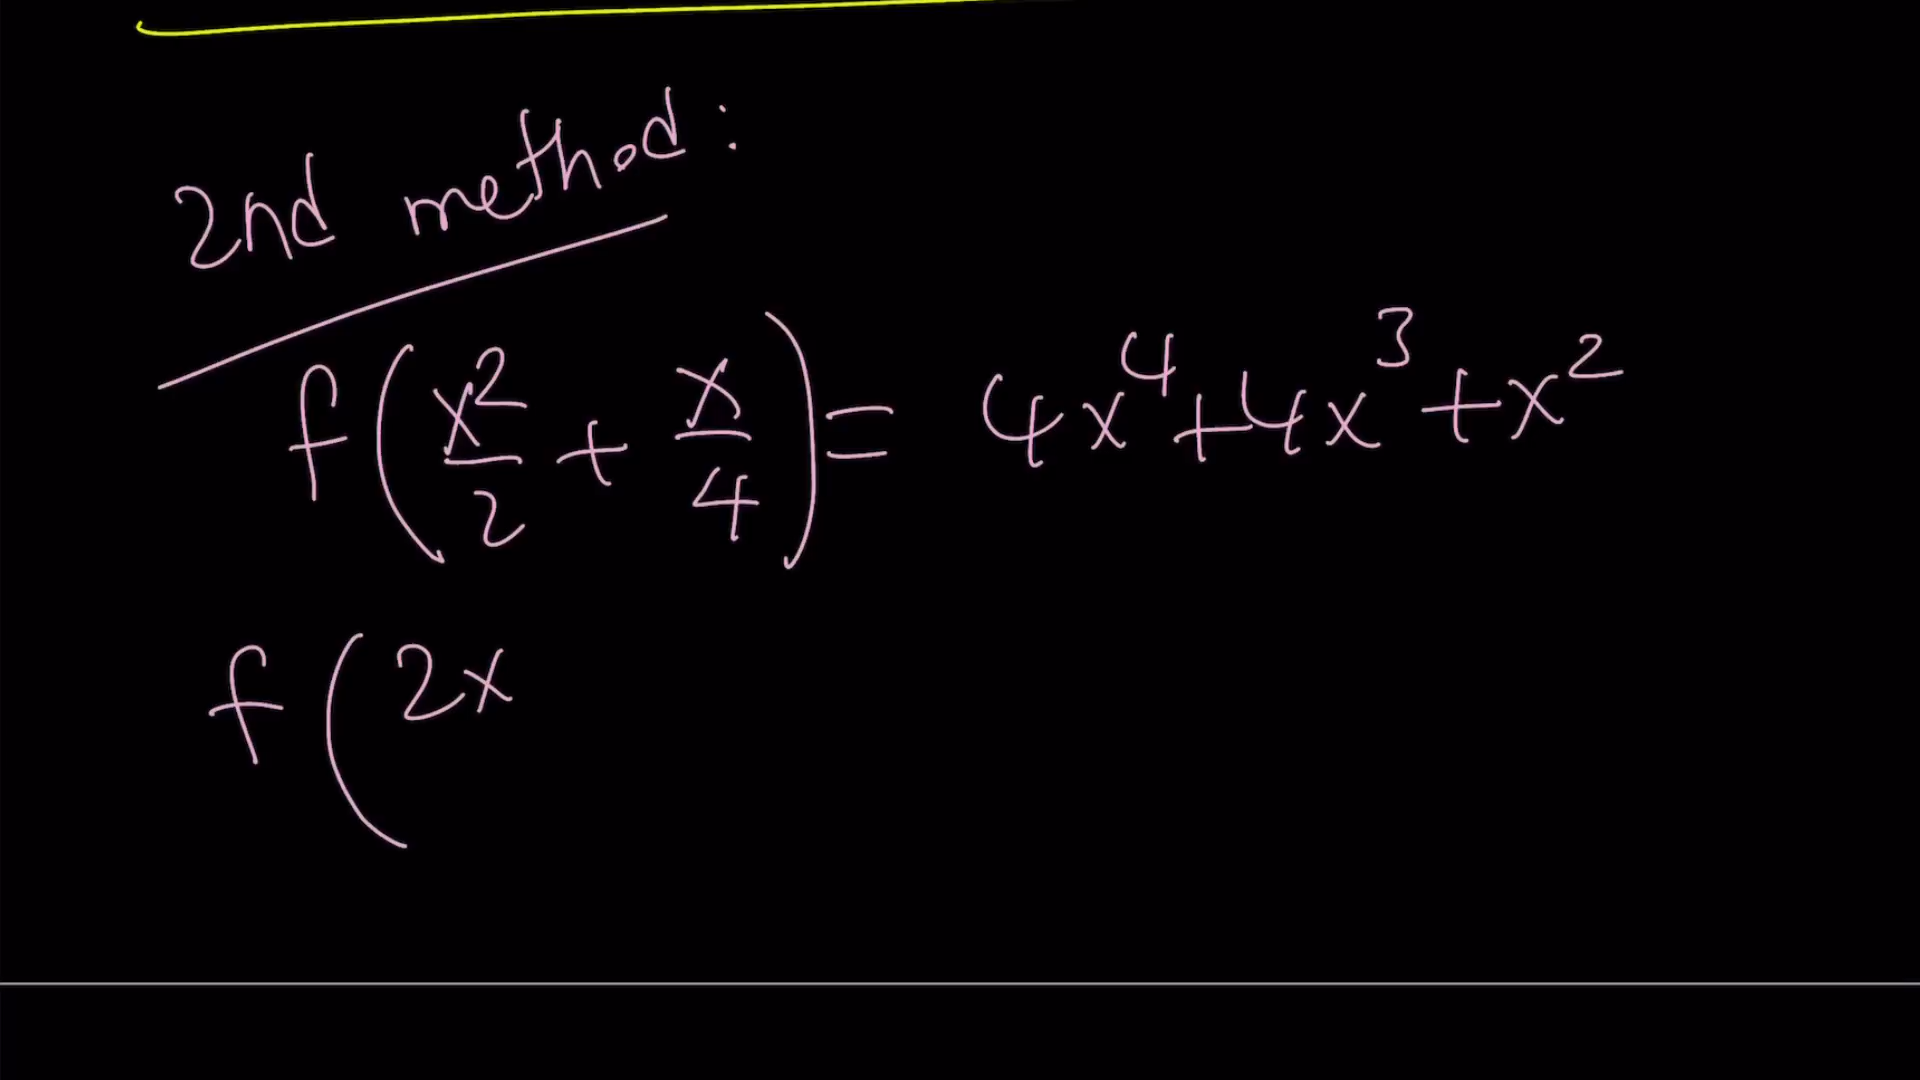 2nd method:
f(x²/2 + x/4) = 4x⁴+4x³+x²
f(2x